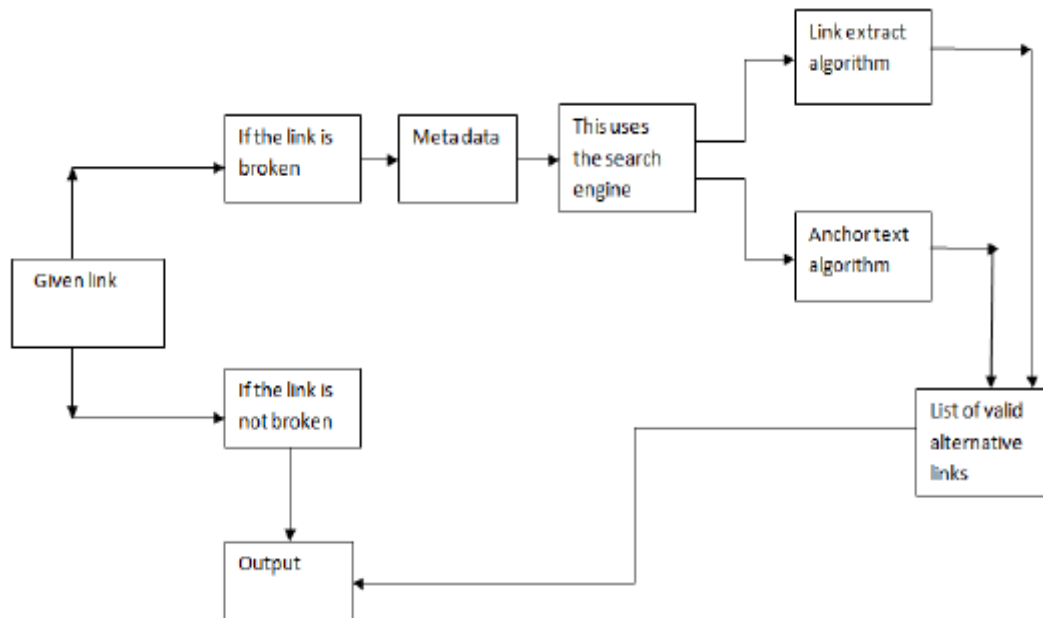 Link extract
algorithm
If the link is
broken
Meta data
This uses
the search
engine
Anchor text
algorithm
Given link
If the link is
not broken
List of valid
alternative
links
Output